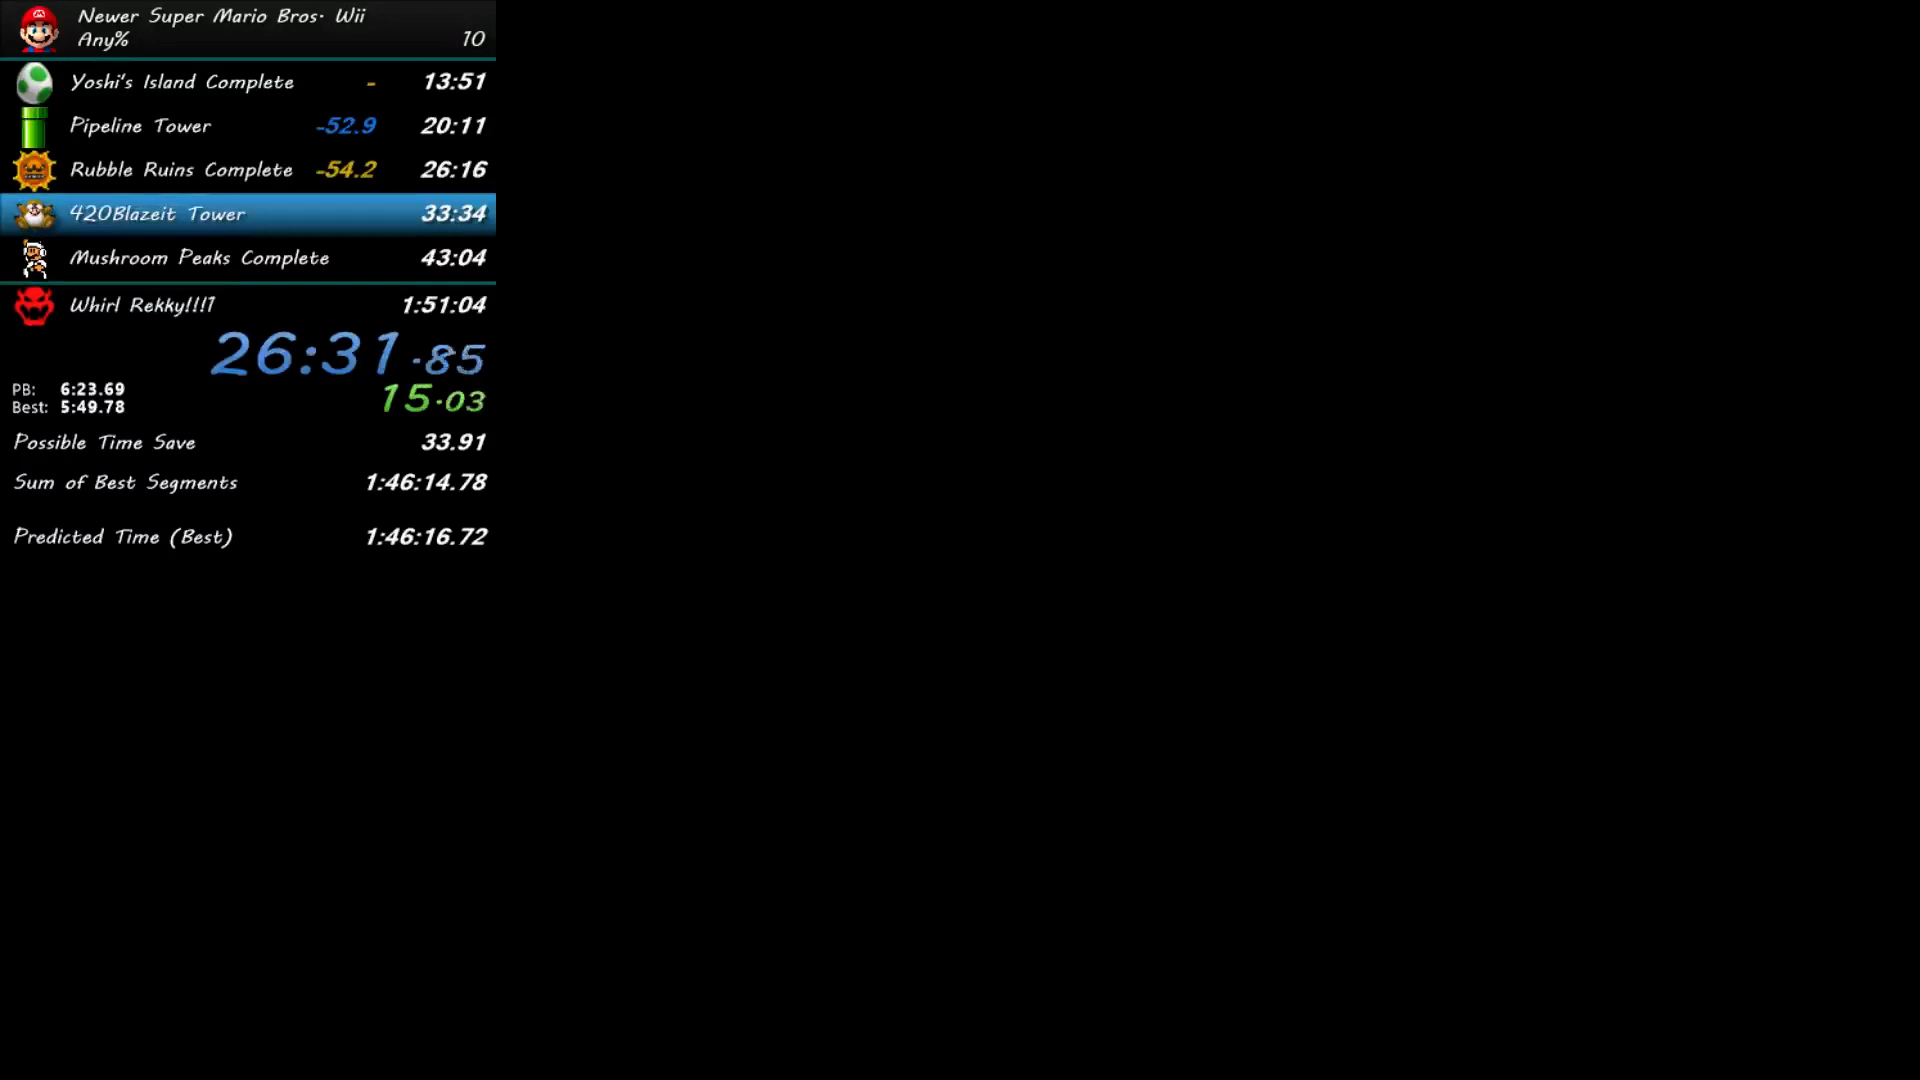 Newer Super Mario Bros. Wii
Any% 10
Yoshi's Island Complete - 13:51
Pipeline Tower -52.9 20:11
Rubble Ruins Complete -54.2 26:16
420Blazeit Tower 33:34
Mushroom Peaks Complete 43:04
Whirl Rekky!!!1 1:51:04
26:31.85
PB: 6:23.69
Best: 5:49.78
15.03
Possible Time Save 33.91
Sum of Best Segments 1:46:14.78
Predicted Time (Best) 1:46:16.72